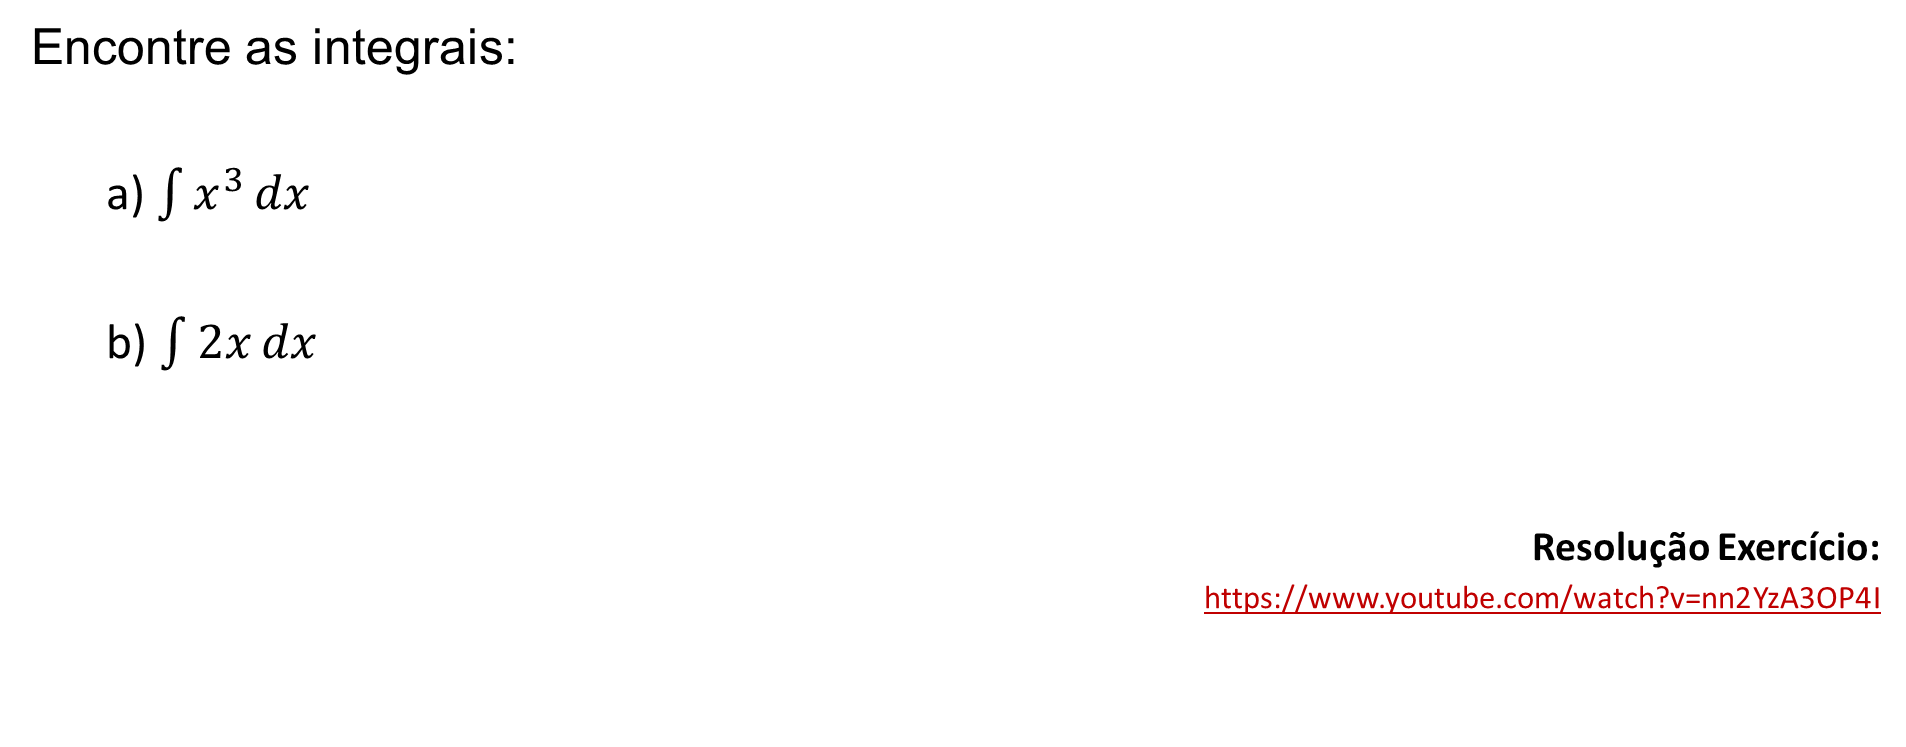 Encontre as integrais:
a) ∫ x³ dx
b) ∫ 2x dx
Resolução Exercício:
https://www.youtube.com/watch?v=nn2YzA3OP4I